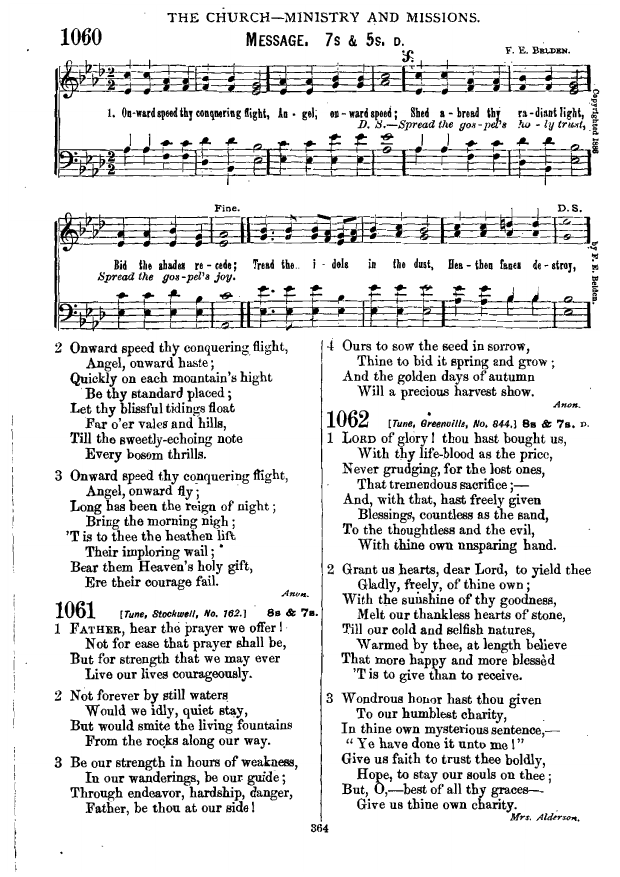 THE CHURCH—MINISTRY AND MISSIONS.
1060
MESSAGE. 7s & 5s. D.
F. E. BELDEN.
1. On-ward speed thy conquering flight, An - gel, on-ward speed; Shed a - broad thy ra-diant light,
D. S.—Spread the gos-pel's ho - ly trust,
Copyrighted 1886
Fine.
D.S.
Bid the shades re - cede; Tread the i - dols in the dust, Hea - then fanes de - stroy,
Spread the gos-pel's joy.
by F. E. Belden.
2 Onward speed thy conquering flight,
Angel, onward haste;
Quickly on each mountain's hight
Be thy standard placed;
Let thy blissful tidings float
Far o'er vales and hills,
Till the sweetly-echoing note
Every bosom thrills.
3 Onward speed thy conquering flight,
Angel, onward fly;
Long has been the reign of night;
Bring the morning nigh;
'T is to thee the heathen lift
Their imploring wail;
Bear them Heaven's holy gift,
Ere their courage fail.
Anon.
1061 [Tune, Stockwell, No. 162.] 8s & 7s.
1 FATHER, hear the prayer we offer!
Not for ease that prayer shall be,
But for strength that we may ever
Live our lives courageously.
2 Not forever by still waters
Would we idly, quiet stay,
But would smite the living fountains
From the rocks along our way.
3 Be our strength in hours of weakness,
In our wanderings, be our guide;
Through endeavor, hardship, danger,
Father, be thou at our side!
4 Ours to sow the seed in sorrow,
Thine to bid it spring and grow;
And the golden days of autumn
Will a precious harvest show.
Anon.
1062 [Tune, Greenville, No. 844.] 8s & 7s. D.
1 LORD of glory! thou hast bought us,
With thy life-blood as the price,
Never grudging, for the lost ones,
That tremendous sacrifice;—
And, with that, hast freely given
Blessings, countless as the sand,
To the thoughtless and the evil,
With thine own unsparing hand.
2 Grant us hearts, dear Lord, to yield thee
Gladly, freely, of thine own;
With the sunshine of thy goodness,
Melt our thankless hearts of stone,
Till our cold and selfish natures,
Warmed by thee, at length believe
That more happy and more blessèd
'T is to give than to receive.
3 Wondrous honor hast thou given
To our humblest charity,
In thine own mysterious sentence,—
"Ye have done it unto me!"
Give us faith to trust thee boldly,
Hope, to stay our souls on thee;
But, O,—best of all thy graces—
Give us thine own charity.
Mrs. Alderson.
364